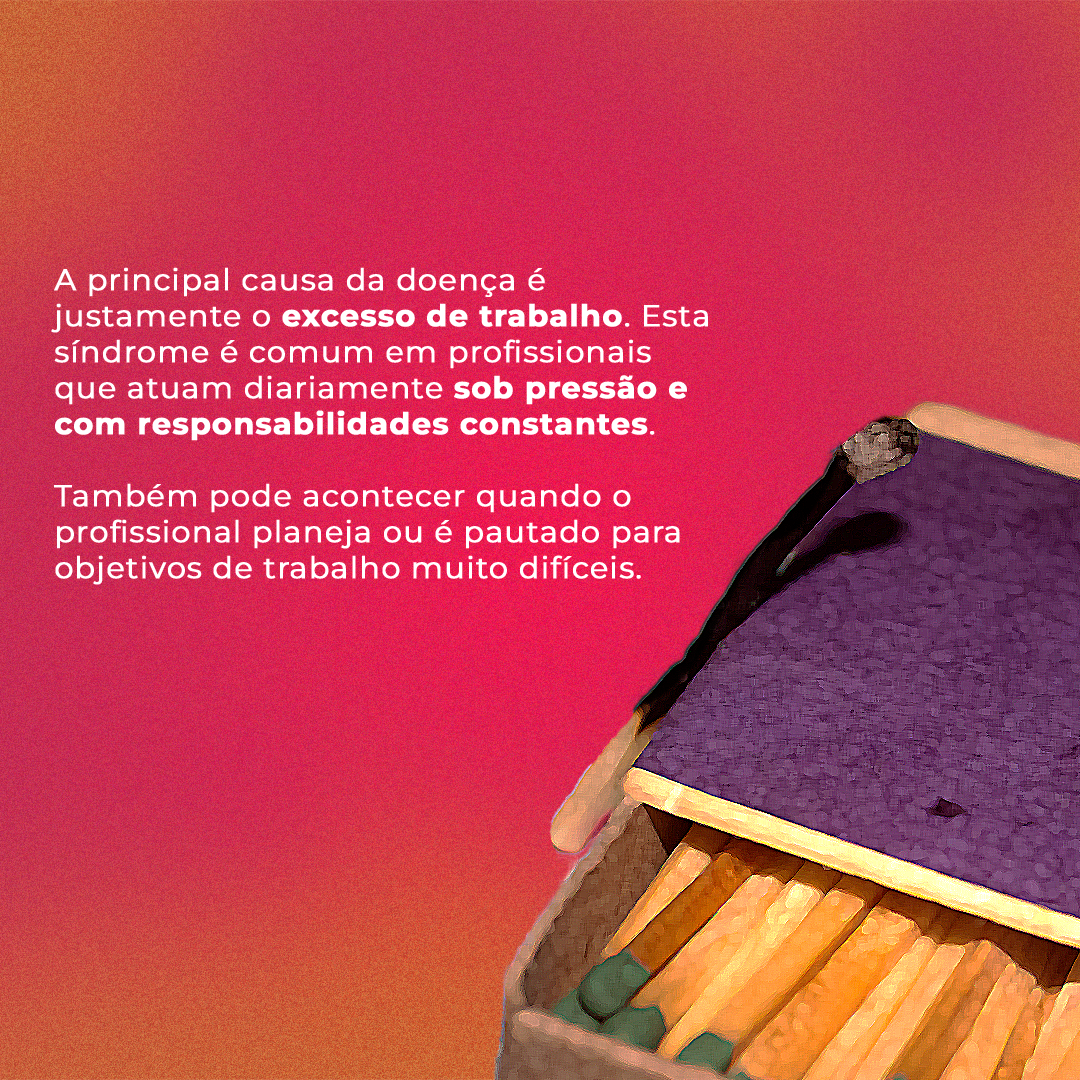 A principal causa da doença é
justamente o excesso de trabalho. Esta
síndrome é comum em profissionais
que atuam diariamente sob pressão e
com responsabilidades constantes.
Também pode acontecer quando o
profissional planeja ou é pautado para
objetivos de trabalho muito difíceis.